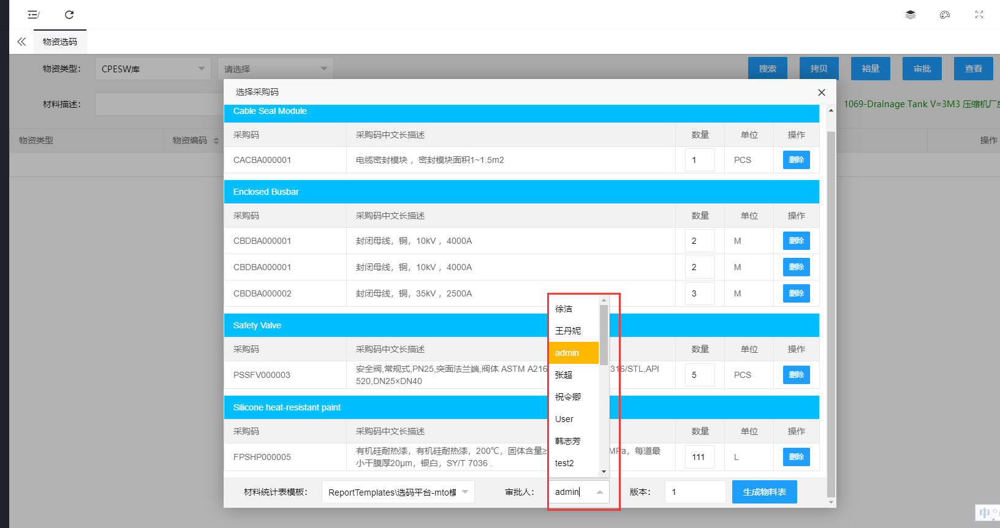 物资选码
物资类型：
CPESW库
请选择
搜索
拷贝
裕量
审批
查看
材料描述：
1069-Drainage Tank V=3M3 压缩机厂
物资类型
物资编码
操作
选择采购码
Cable Seal Module
采购码 采购码中文长描述 数量 单位 操作
CACBA000001 电缆密封模块， 密封模块面积1~1.5m2 1 PCS 删除
Enclosed Busbar
采购码 采购码中文长描述 数量 单位 操作
CBDBA000001 封闭母线，铜，10kV ，4000A 2 M 删除
CBDBA000001 封闭母线，铜，10kV ，4000A 2 M 删除
CBDBA000002 封闭母线，铜，35kV ，2500A 3 M 删除
Safety Valve
采购码 采购码中文长描述 数量 单位 操作
PSSFV000003 安全阀,常规式,PN25,突面法兰端,阀体 ASTM A216 316/STL,API 5 PCS 删除
520,DN25×DN40
Silicone heat-resistant paint
采购码 采购码中文长描述 数量 单位 操作
FPSHP000005 有机硅耐热漆，有机硅耐热漆，200℃，固体含量≥ MPa，每道最 111 L 删除
小干膜厚20μm，银白，SY/T 7036 .
徐洁
王丹妮
admin
张超
祝令卿
User
韩志芳
test2
材料统计表模板：
ReportTemplates\选码平台-mto模
审批人：
admin
版本：
1
生成物料表
中